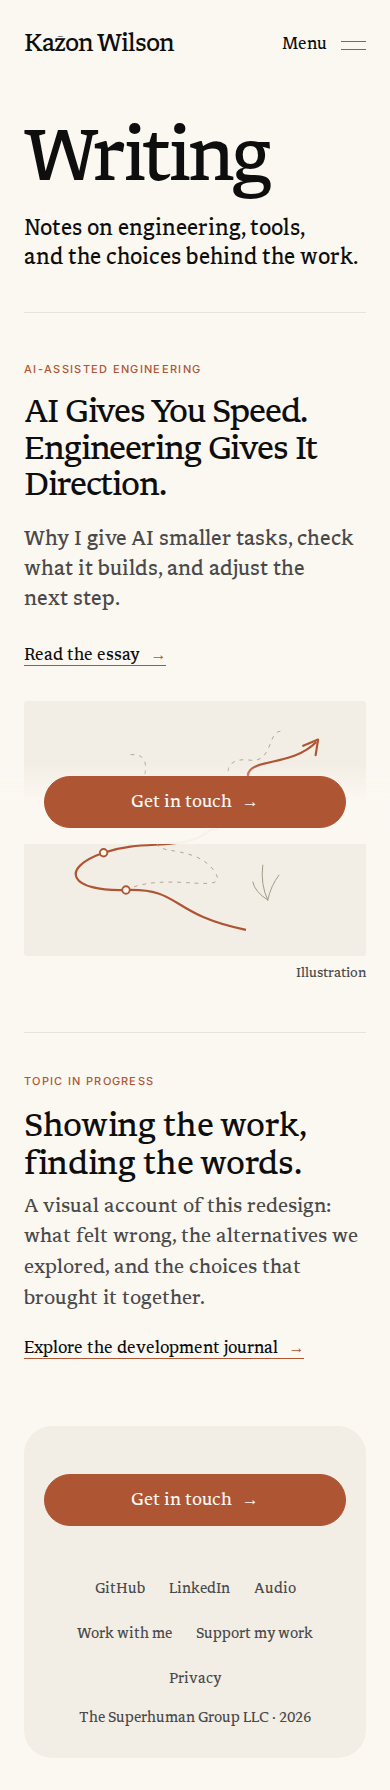 Kazon Wilson
Menu
Writing
Notes on engineering, tools,
and the choices behind the work.
AI-ASSISTED ENGINEERING
AI Gives You Speed.
Engineering Gives It
Direction.
Why I give AI smaller tasks, check
what it builds, and adjust the
next step.
Read the essay →
Get in touch →
Illustration
TOPIC IN PROGRESS
Showing the work,
finding the words.
A visual account of this redesign:
what felt wrong, the alternatives we
explored, and the choices that
brought it together.
Explore the development journal →
Get in touch →
GitHub LinkedIn Audio
Work with me Support my work
Privacy
The Superhuman Group LLC · 2026